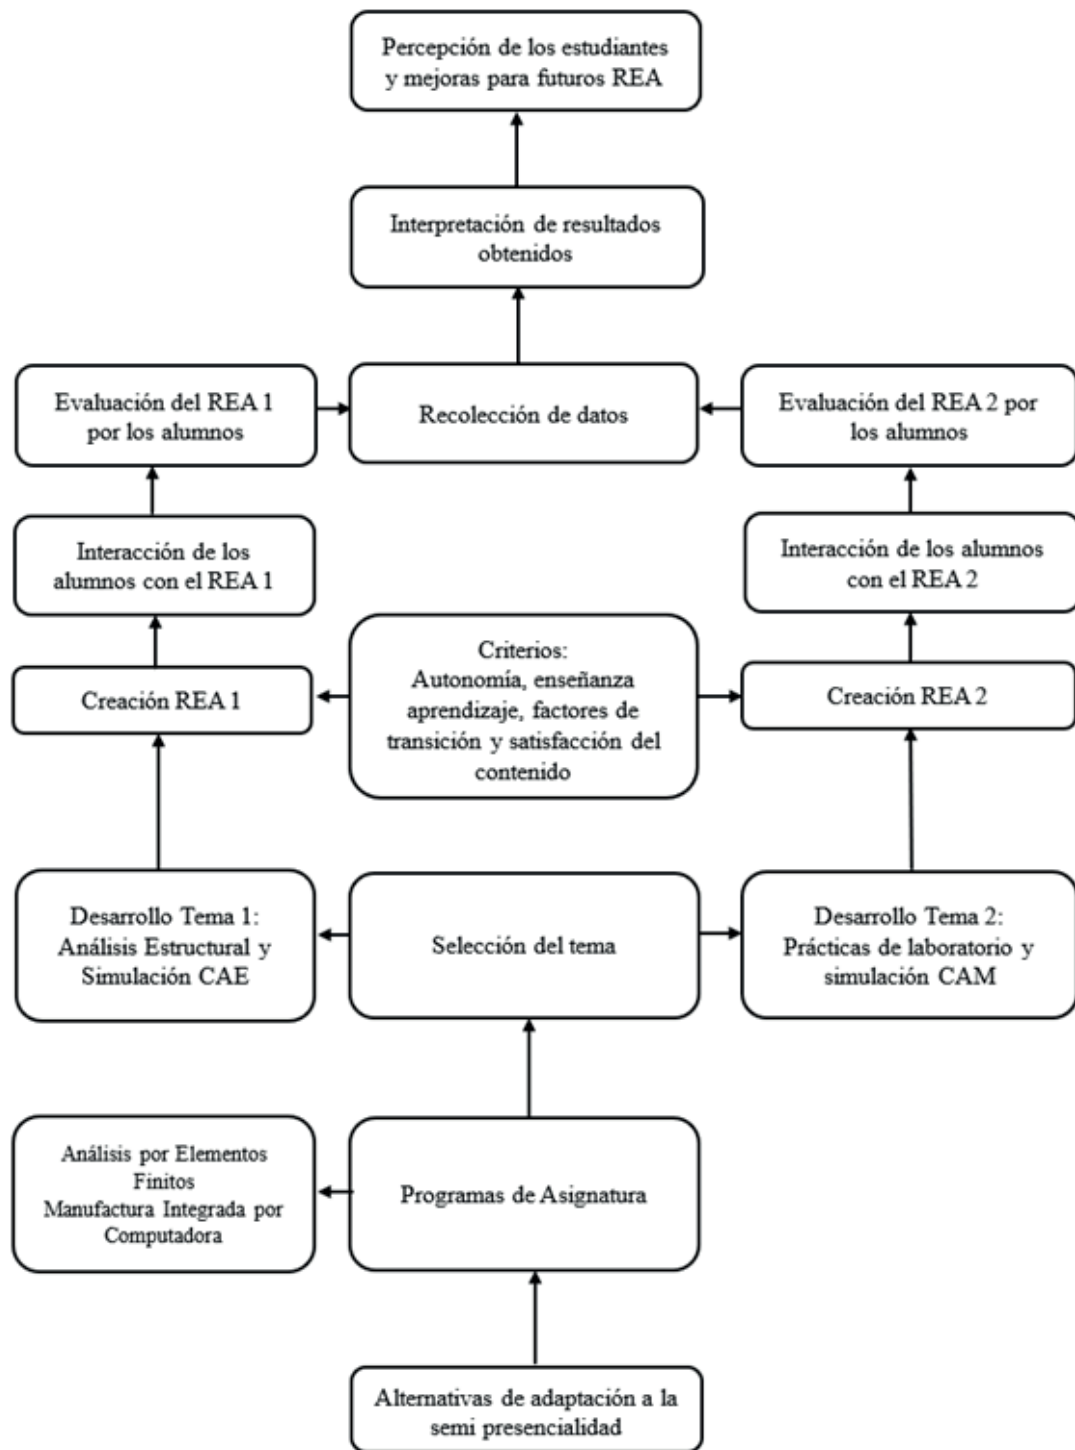 Percepción de los estudiantes
y mejoras para futuros REA
Interpretación de resultados
obtenidos
Evaluación del REA 1
por los alumnos
Recolección de datos
Evaluación del REA 2 por
los alumnos
Interacción de los
alumnos con el REA 1
Interacción de los alumnos
con el REA 2
Creación REA 1
Criterios:
Autonomía, enseñanza
aprendizaje, factores de
transición y satisfacción del
contenido
Creación REA 2
Desarrollo Tema 1:
Análisis Estructural y
Simulación CAE
Selección del tema
Desarrollo Tema 2:
Prácticas de laboratorio y
simulación CAM
Análisis por Elementos
Finitos
Manufactura Integrada por
Computadora
Programas de Asignatura
Alternativas de adaptación a la
semi presencialidad